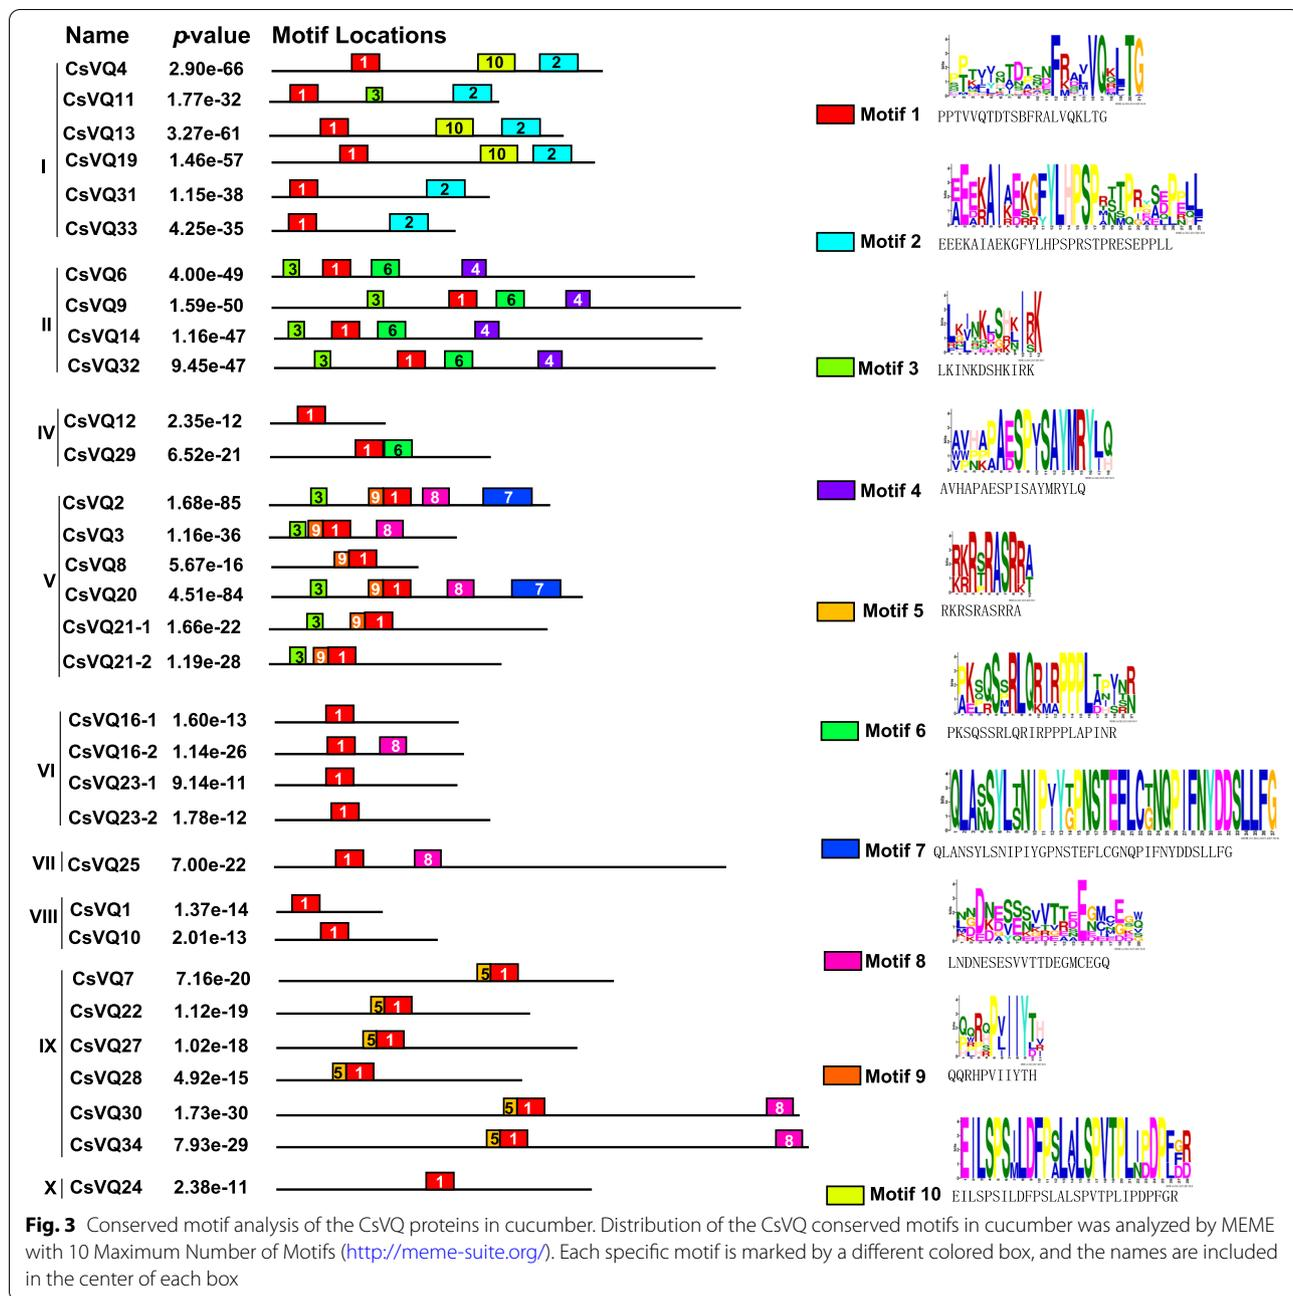 Name p-value Motif Locations
I
CsVQ4 2.90e-66 1 10 2
CsVQ11 1.77e-32 1 3 2
CsVQ13 3.27e-61 1 10 2
CsVQ19 1.46e-57 1 10 2
CsVQ31 1.15e-38 1 2
CsVQ33 4.25e-35 1 2
II
CsVQ6 4.00e-49 3 1 6 4
CsVQ9 1.59e-50 3 1 6 4
CsVQ14 1.16e-47 3 1 6 4
CsVQ32 9.45e-47 3 1 6 4
IV
CsVQ12 2.35e-12 1
CsVQ29 6.52e-21 1 6
V
CsVQ2 1.68e-85 3 9 1 8 7
CsVQ3 1.16e-36 3 9 1 8
CsVQ8 5.67e-16 9 1
CsVQ20 4.51e-84 3 9 1 8 7
CsVQ21-1 1.66e-22 3 9 1
CsVQ21-2 1.19e-28 3 9 1
VI
CsVQ16-1 1.60e-13 1
CsVQ16-2 1.14e-26 1 8
CsVQ23-1 9.14e-11 1
CsVQ23-2 1.78e-12 1
VII CsVQ25 7.00e-22 1 8
VIII
CsVQ1 1.37e-14 1
CsVQ10 2.01e-13 1
IX
CsVQ7 7.16e-20 5 1
CsVQ22 1.12e-19 5 1
CsVQ27 1.02e-18 5 1
CsVQ28 4.92e-15 5 1
CsVQ30 1.73e-30 5 1 8
CsVQ34 7.93e-29 5 1 8
X CsVQ24 2.38e-11 1
Motif 1 PPTVVQTDTSBFRALVQKLTG
Motif 2 EEEKAIAEKGFYLHPSPRSTPRESEPPLL
Motif 3 LKINKDSHKIRK
Motif 4 AVHAPAESPISAYMRYLQ
Motif 5 RKRSRASRRA
Motif 6 PKSQSSRLQRIRPPPLAPINR
Motif 7 QLANSYLSNIPIYGPNSTEFLCGNQPIFNYDDSLLFG
Motif 8 LNDNESESVVTTDEGMCEGQ
Motif 9 QQRHPVIIYTH
Motif 10 EILSPSILDFPSLALSPVTPLIPDPFGR
Fig. 3 Conserved motif analysis of the CsVQ proteins in cucumber. Distribution of the CsVQ conserved motifs in cucumber was analyzed by MEME
with 10 Maximum Number of Motifs (http://meme-suite.org/). Each specific motif is marked by a different colored box, and the names are included
in the center of each box